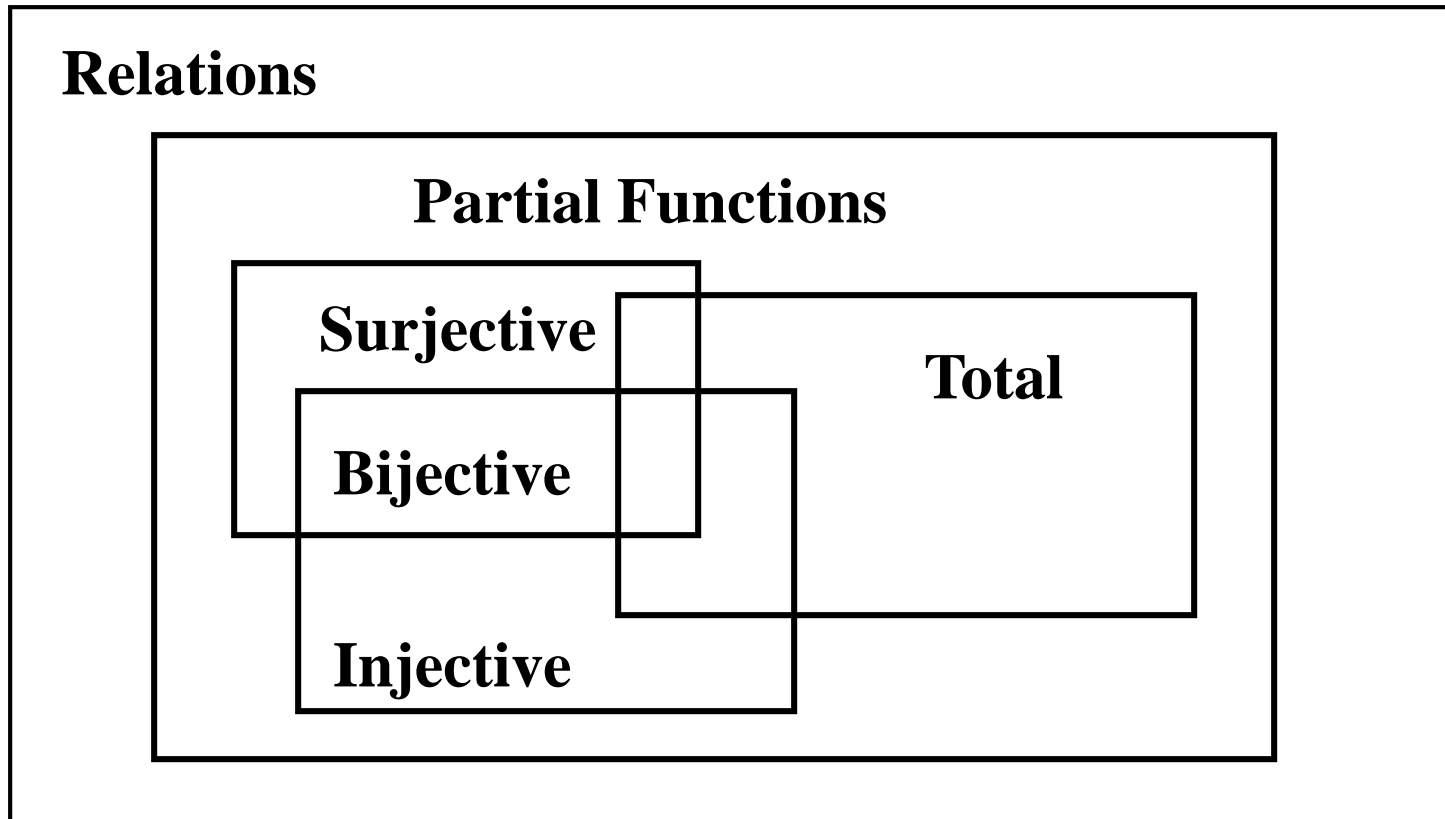 Relations
Partial Functions
Surjective
Total
Bijective
Injective